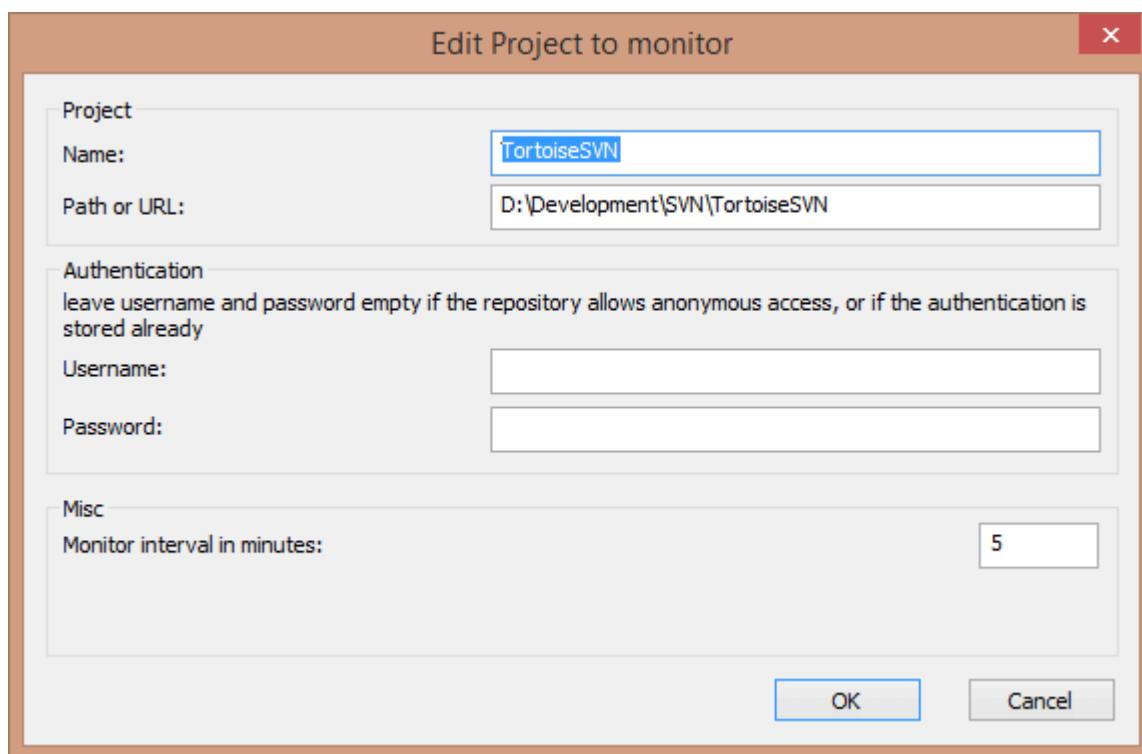 Edit Project to monitor
Project
Name:
TortoiseSVN
Path or URL:
D:\Development\SVN\TortoiseSVN
Authentication
leave username and password empty if the repository allows anonymous access, or if the authentication is
stored already
Username:
Password:
Misc
Monitor interval in minutes:
5
OK
Cancel